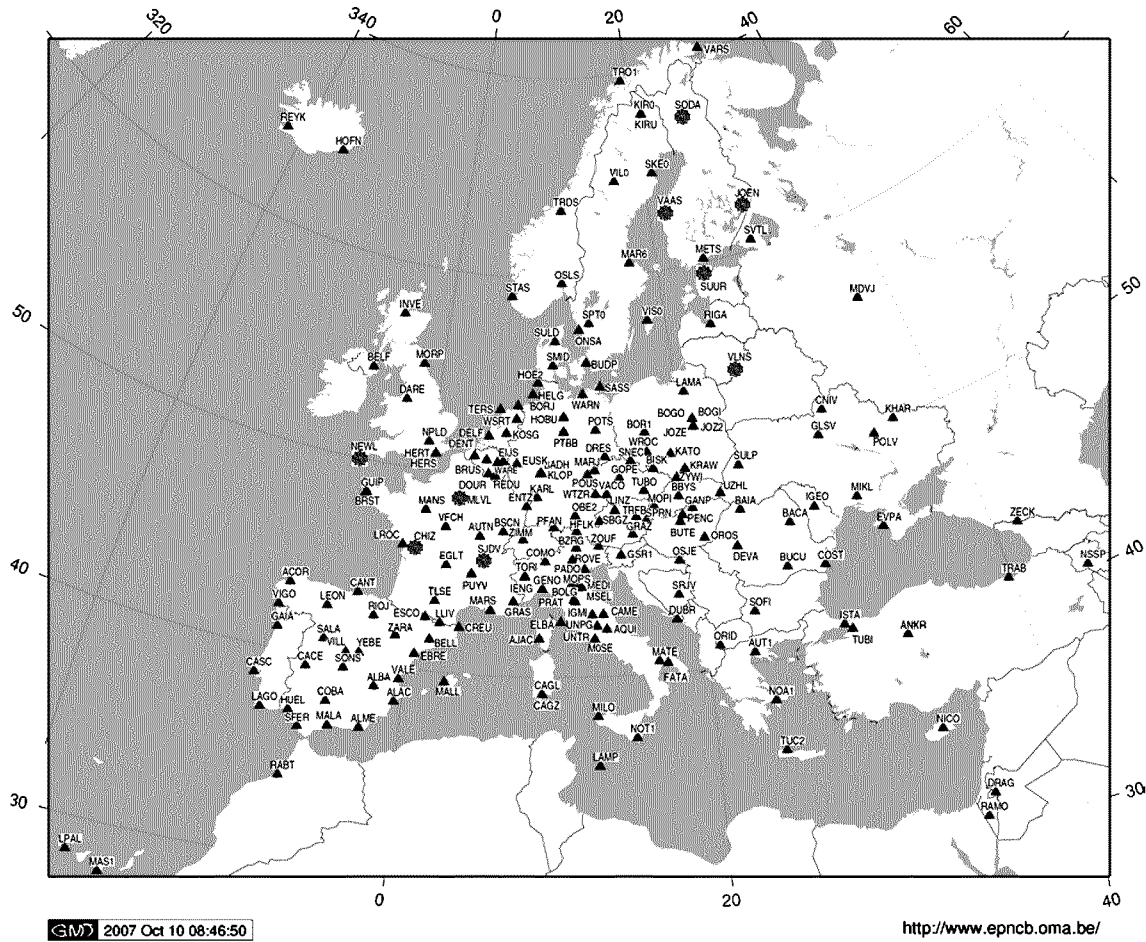 320
340
0
20
40
60
VARS
TRO1
KIR0
KIRU
SODA
REYK
HOFN
SKE0
VIL0
VAAS
JOEN
TRDS
SVTL
METS
MAR6
SUUR
OSLS
STAS
MDVJ
50
50
INVE
SPT0
VIS0
RIGA
ONSA
SULD
BELF
MORP
SMID
BUDP
VLNS
DARE
HOE2
HELG
SASS
LAMA
WARN
BORJ
TERS
WSRT
HOBU
CNIV
KHAR
BOGO
BOGI
NPLD
DELF
KOSG
POTS
BOR1
JOZE
JOZ2
GLSV
POLV
DENT
PTBB
WROC
NEWL
HERT
HERS
EIJS
DRES
SNEC
KATO
BRUS
WARE
EUSK
JADH
MARJ
GOPE
BISK
KRAW
SULP
REDU
KLOP
ZYWI
GUIP
DOUR
POUS
VACO
TUBO
BBYS
UZHL
MIKL
BRST
MANS
MLVL
KARL
ENTZ
WTZR
LINZ
MOPI
GANP
BAIA
IGEO
VFCH
AUTN
BSCN
PFAN
OBE2
SBGZ
TRFB
SPRN
PENC
BACA
EVPA
ZECK
LROC
CHIZ
ZIMM
HFLK
GRAZ
BUTE
OROS
EGLT
SJDV
COMO
BZRG
ZOUF
GSR1
OSJE
DEVA
BUCU
COST
40
40
NSSP
TRAB
ACOR
CANT
PUYV
TORI
PADO
ROVE
VIGO
LEON
TLSE
MARS
IENG
GENO
MOPS
MEDI
SRJV
RIOJ
GRAS
PRAT
BOLG
MSEL
GAIA
ESCO
LLIV
IGMI
CAME
DUBR
SOFI
ISTA
SALA
ZARA
CREU
ELBA
UNPG
AQUI
TUBI
ANKR
VILL
YEBE
BELL
AJAC
UNTR
M0SE
ORID
AUT1
CASC
CACE
SONS
EBRE
MATE
FATA
VALE
ALBA
MALL
CAGL
CAGZ
LAGO
HUEL
COBA
ALAC
NOA1
SFER
MALA
ALME
MILO
NOT1
NICO
TUC2
RABT
LAMP
DRAG
RAMO
30
30
LPAL
MAS1
0
20
40
GMT 2007 Oct 10 08:46:50
http://www.epncb.oma.be/